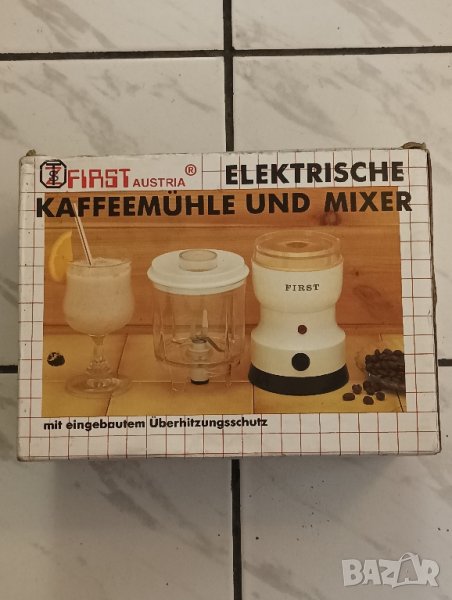 FIRST AUSTRIA ® ELEKTRISCHE
KAFFEEMÜHLE UND MIXER
FIRST
mit eingebautem Überhitzungsschutz
BAZAR